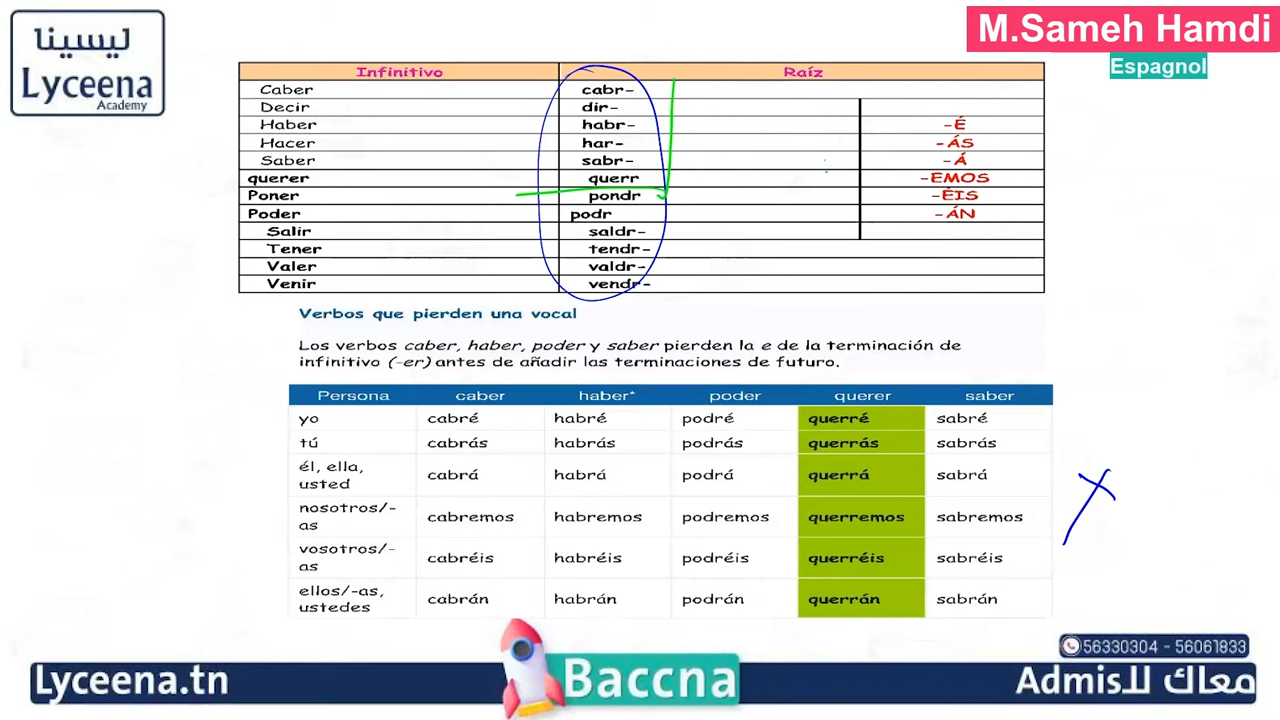 ليسينا
Lyceena
Academy
M.Sameh Hamdi
Espagnol
Infinitivo Raíz
Caber cabr-
Decir dir-
Haber habr- -É
Hacer har- -ÁS
Saber sabr- -Á
querer querr -EMOS
Poner pondr -ÉIS
Poder podr -ÁN
Salir saldr-
Tener tendr-
Valer valdr-
Venir vendr-
Verbos que pierden una vocal
Los verbos caber, haber, poder y saber pierden la e de la terminación de
infinitivo (-er) antes de añadir las terminaciones de futuro.
Persona caber haber* poder querer saber
yo cabré habré podré querré sabré
tú cabrás habrás podrás querrás sabrás
él, ella,
usted cabrá habrá podrá querrá sabrá
nosotros/-
as cabremos habremos podremos querremos sabremos
vosotros/-
as cabréis habréis podréis querréis sabréis
ellos/-as,
ustedes cabrán habrán podrán querrán sabrán
56330304 - 56061833
Lyceena.tn Baccna معاك للـ Admis